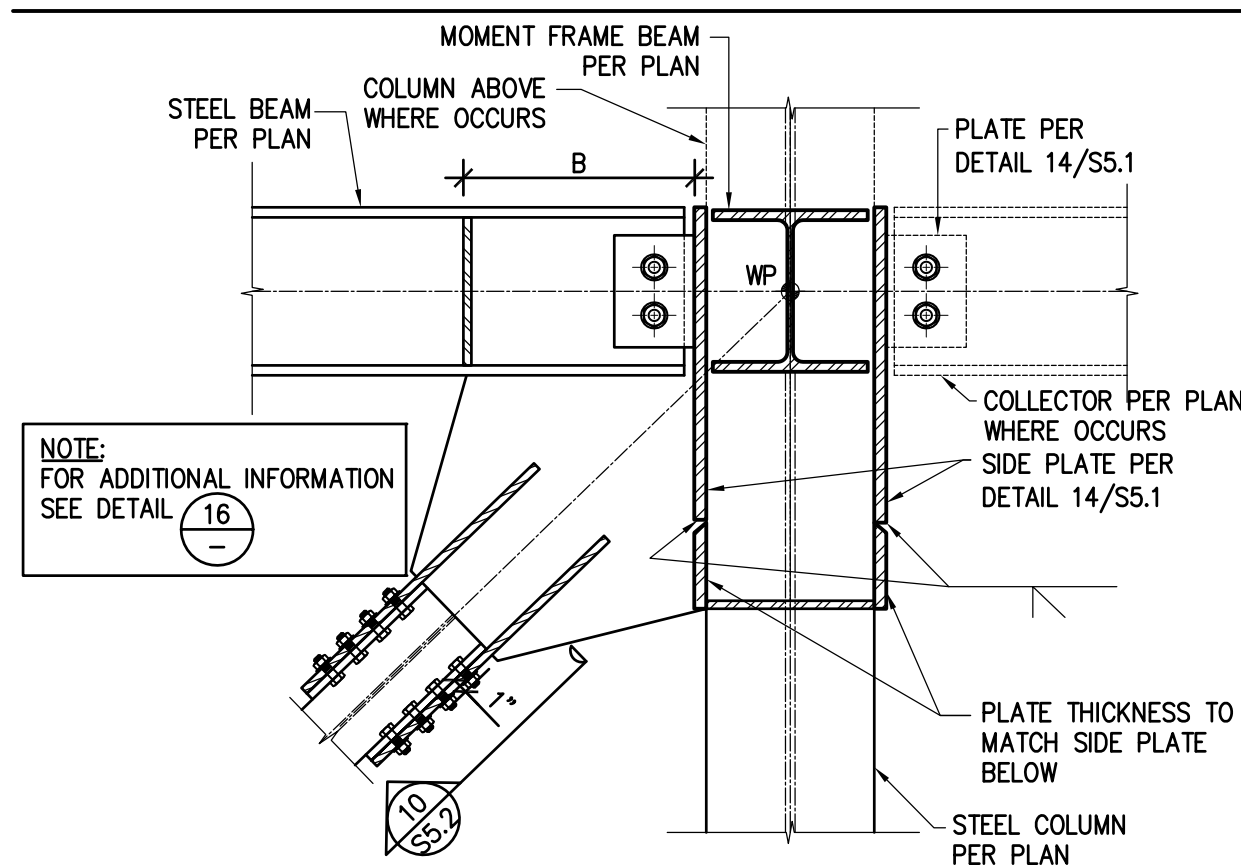 MOMENT FRAME BEAM
PER PLAN
COLUMN ABOVE
WHERE OCCURS
STEEL BEAM
PER PLAN
PLATE PER
DETAIL 14/S5.1
B
WP
COLLECTOR PER PLAN
WHERE OCCURS
SIDE PLATE PER
DETAIL 14/S5.1
NOTE:
FOR ADDITIONAL INFORMATION
SEE DETAIL 16
–
1"
PLATE THICKNESS TO
MATCH SIDE PLATE
BELOW
10
S5.2
STEEL COLUMN
PER PLAN